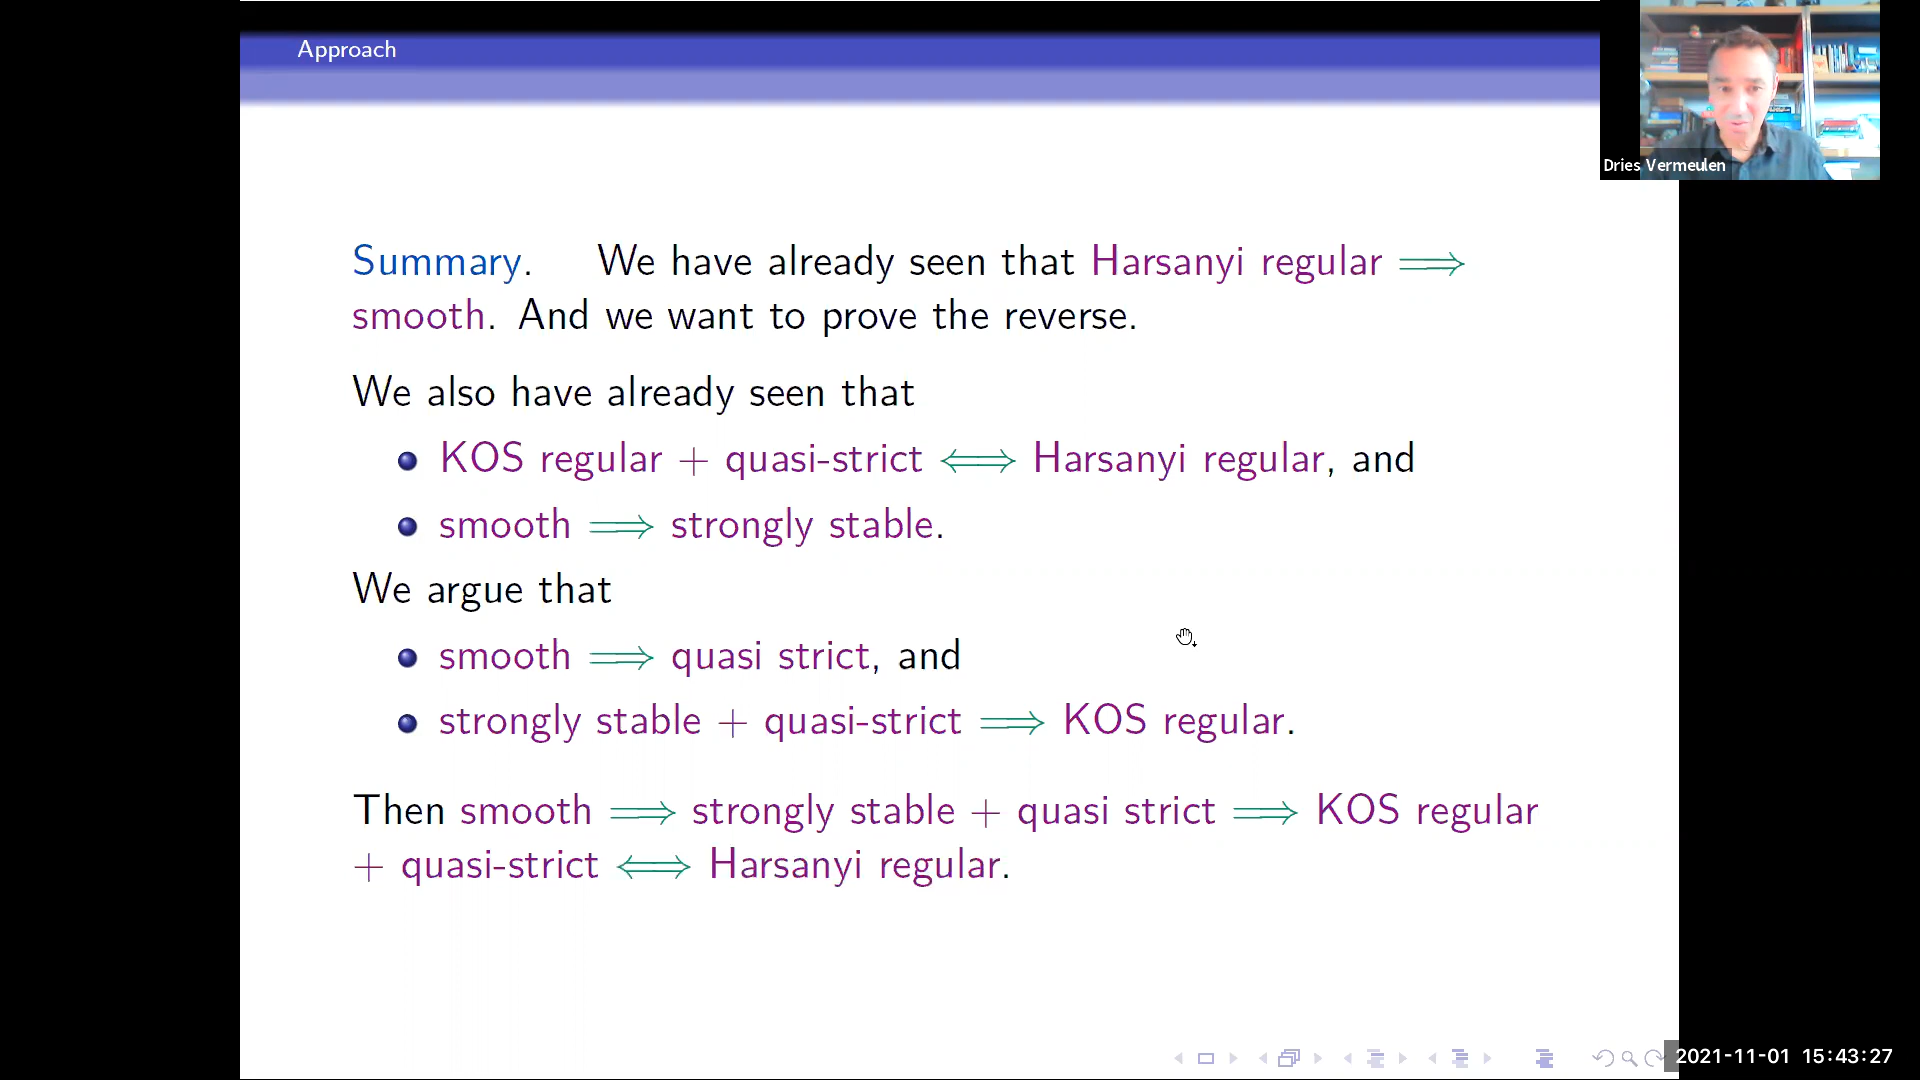 Approach
Dries Vermeulen
Summary. We have already seen that Harsanyi regular ⟹
smooth. And we want to prove the reverse.
We also have already seen that
• KOS regular + quasi-strict ⟺ Harsanyi regular, and
• smooth ⟹ strongly stable.
We argue that
• smooth ⟹ quasi strict, and
• strongly stable + quasi-strict ⟹ KOS regular.
Then smooth ⟹ strongly stable + quasi strict ⟹ KOS regular
+ quasi-strict ⟺ Harsanyi regular.
2021-11-01 15:43:27